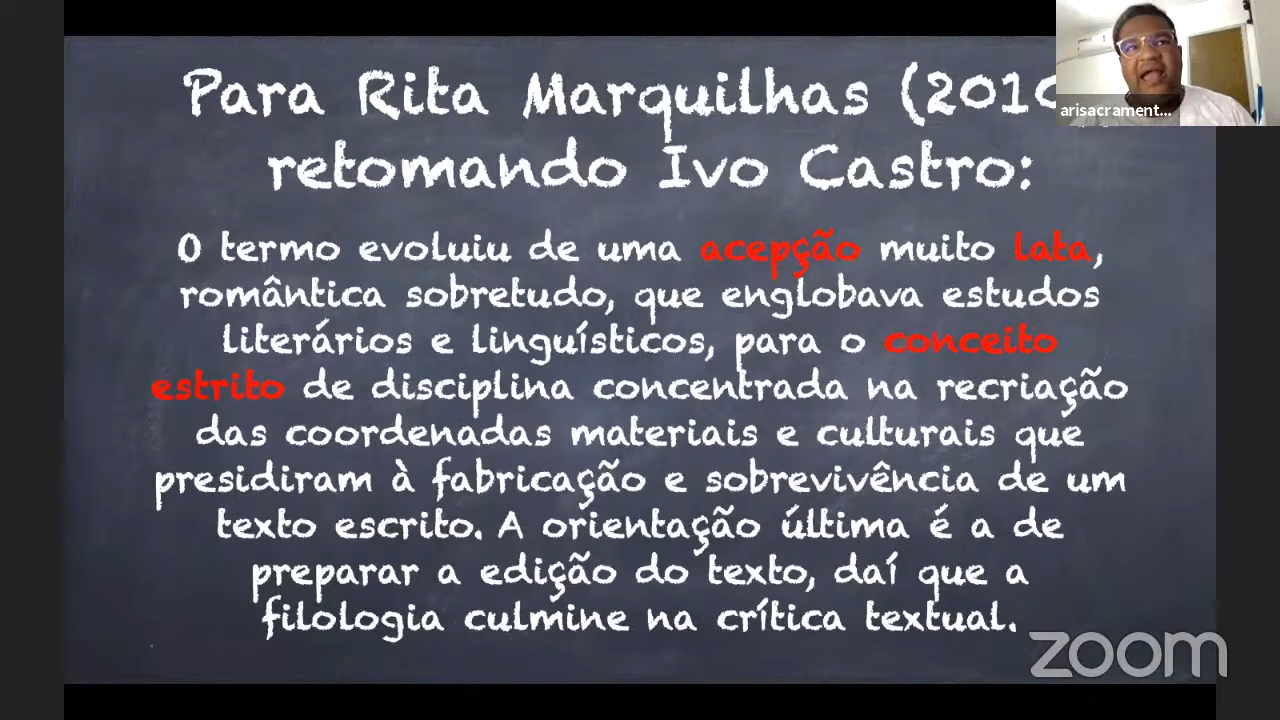 Para Rita Marquilhas (2010
retomando Ivo Castro:
O termo evoluiu de uma acepção muito lata,
romântica sobretudo, que englobava estudos
literários e linguísticos, para o conceito
estrito de disciplina concentrada na recriação
das coordenadas materiais e culturais que
presidiram à fabricação e sobrevivência de um
texto escrito. A orientação última é a de
preparar a edição do texto, daí que a
filologia culmine na crítica textual.
arisacrament...
zoom